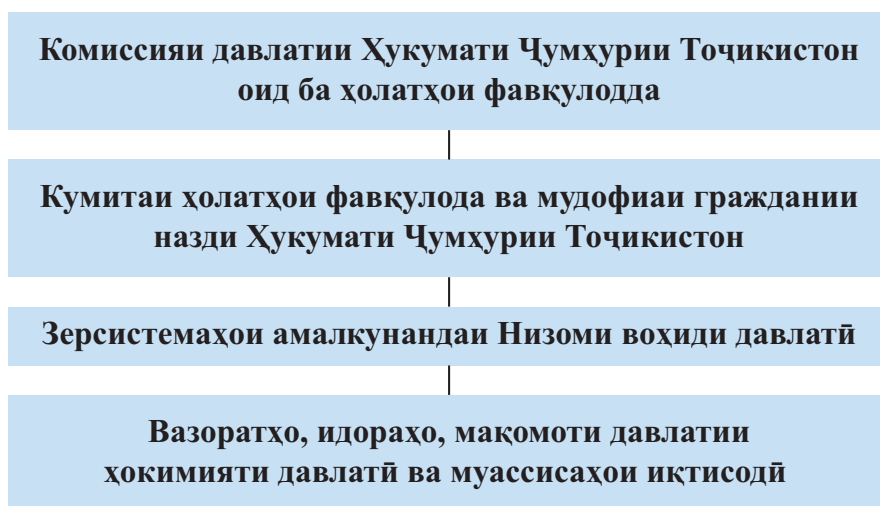 Комиссияи давлатии Ҳукумати Ҷумҳурии Тоҷикистон
оид ба ҳолатҳои фавқулодда
Кумитаи ҳолатҳои фавқулода ва мудофиаи граждании
назди Ҳукумати Ҷумҳурии Тоҷикистон
Зерсистемаҳои амалкунандаи Низоми воҳиди давлатӣ
Вазоратҳо, идораҳо, мақомоти давлатии
ҳокимияти давлатӣ ва муассисаҳои иқтисодӣ